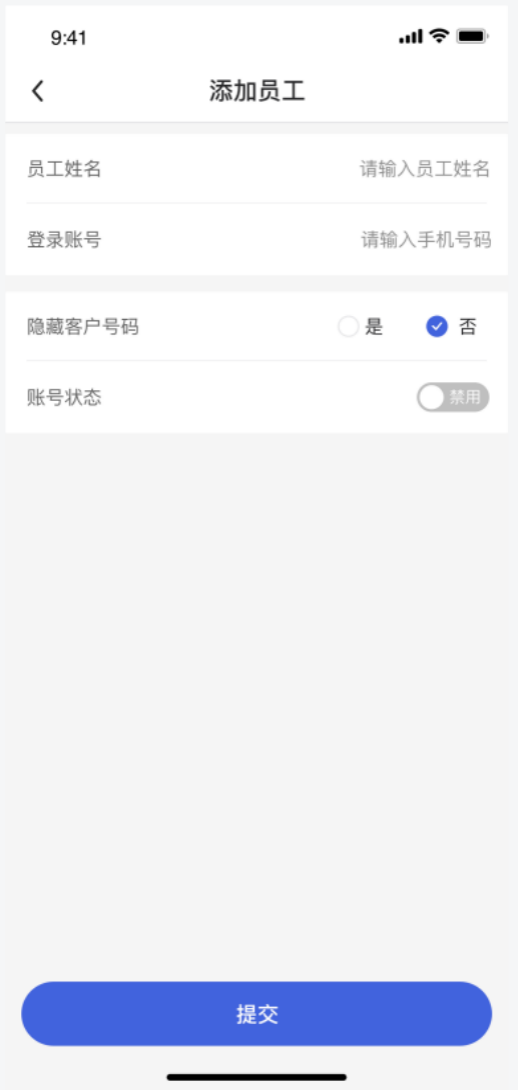 9:41
添加员工
员工姓名 请输入员工姓名
登录账号 请输入手机号码
隐藏客户号码 是 否
账号状态 禁用
提交